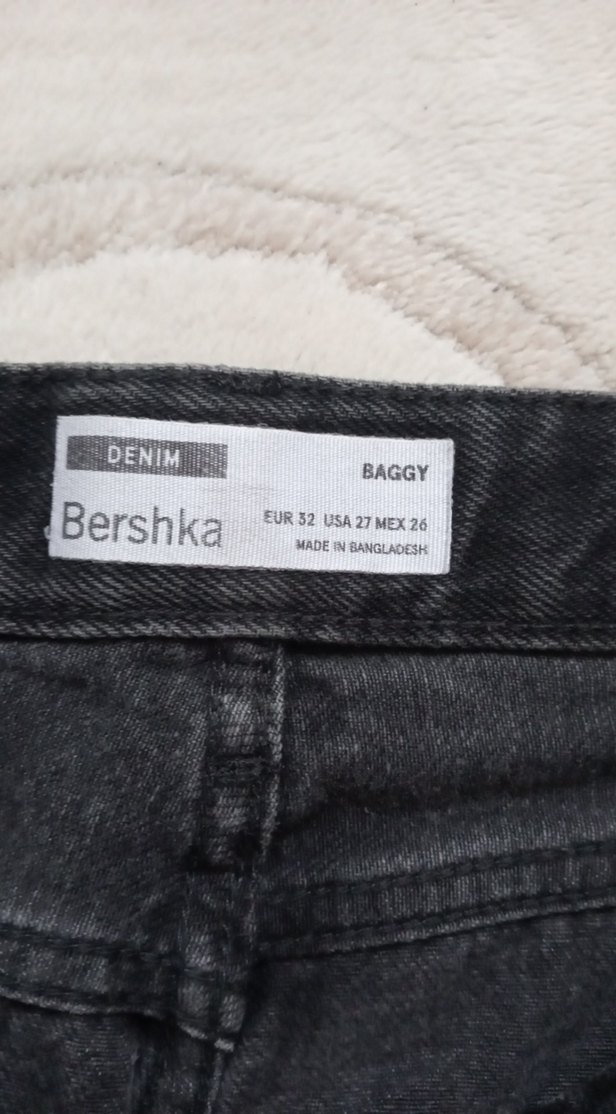 DENIM
BAGGY
Bershka
EUR 32 USA 27 MEX 26
MADE IN BANGLADESH